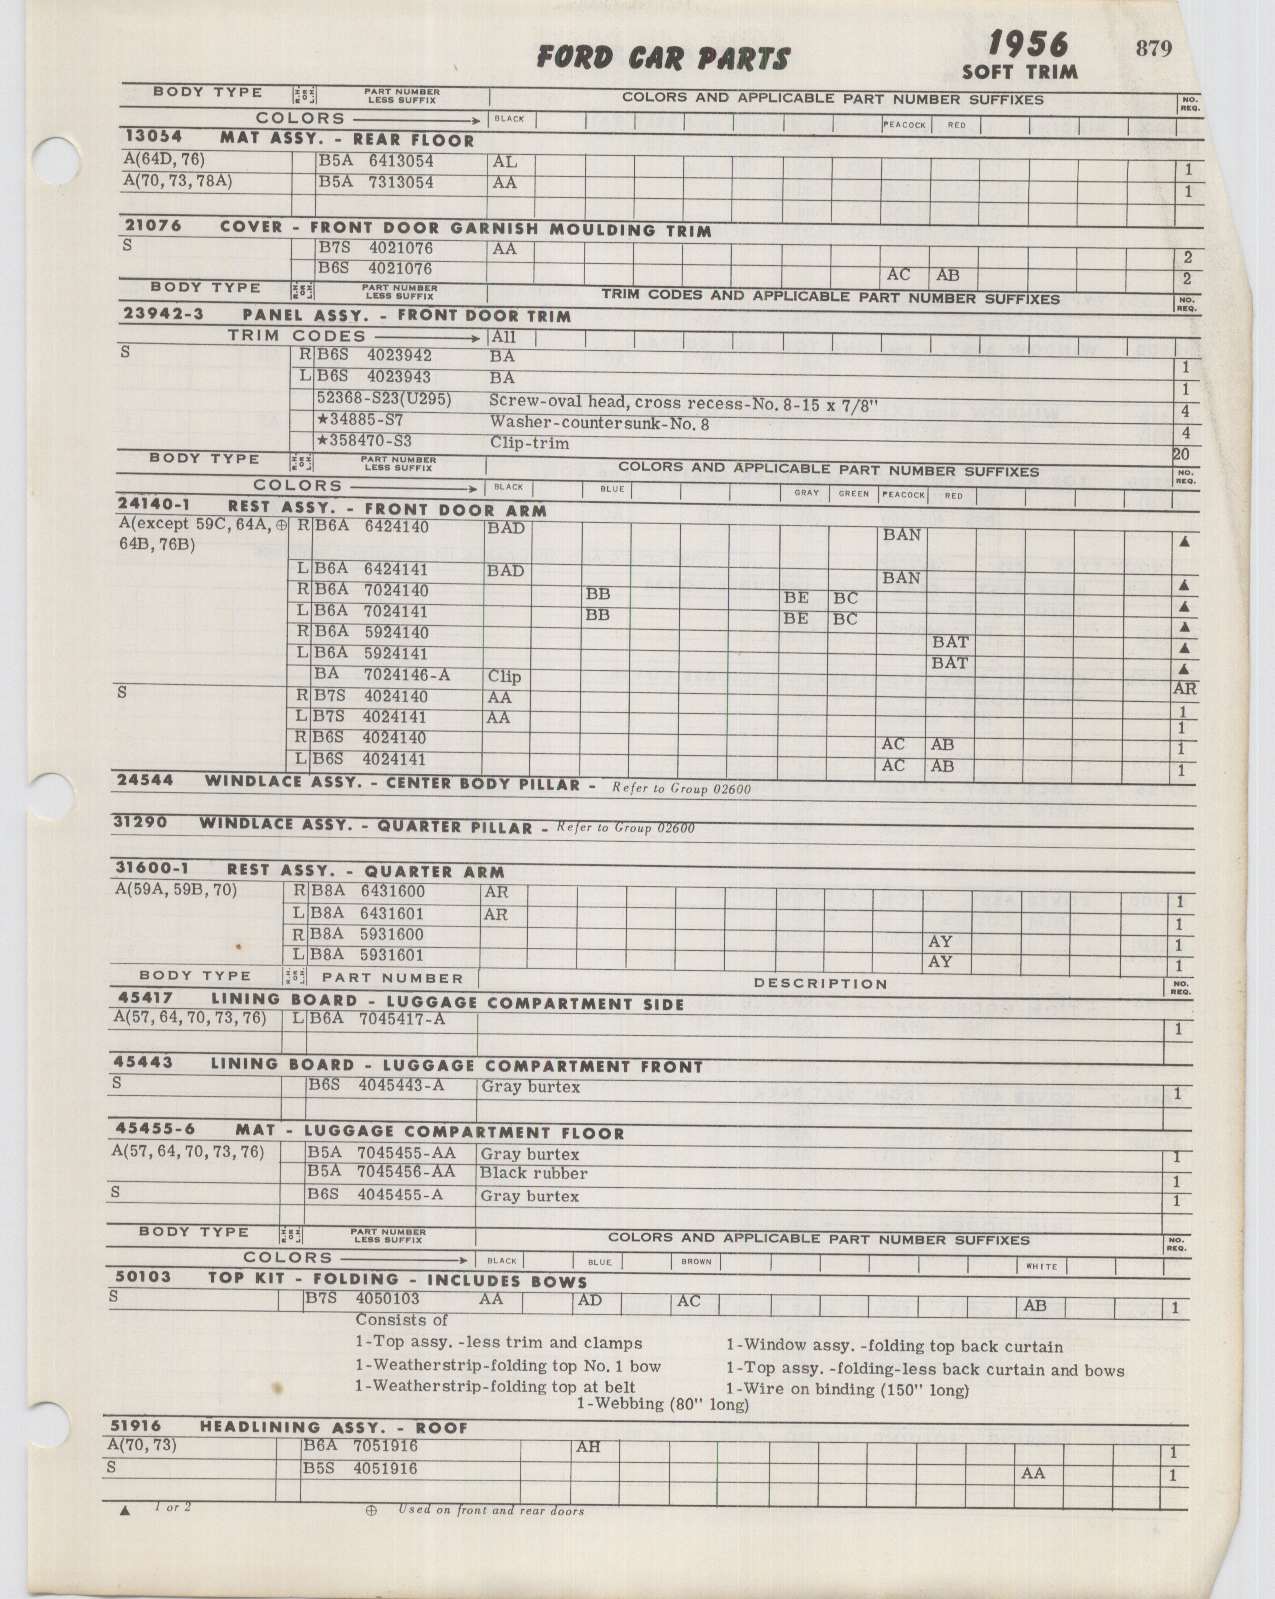 FORD CAR PARTS
1956
SOFT TRIM
879
BODY TYPE R.H. OR L.H. PART NUMBER LESS SUFFIX COLORS AND APPLICABLE PART NUMBER SUFFIXES NO. REQ.
COLORS BLACK PEACOCK RED
13054 MAT ASSY. - REAR FLOOR
A(64D, 76) B5A 6413054 AL 1
A(70, 73, 78A) B5A 7313054 AA 1
21076 COVER - FRONT DOOR GARNISH MOULDING TRIM
S B7S 4021076 AA 2
B6S 4021076 AC AB 2
BODY TYPE R.H. OR L.H. PART NUMBER LESS SUFFIX TRIM CODES AND APPLICABLE PART NUMBER SUFFIXES NO. REQ.
23942-3 PANEL ASSY. - FRONT DOOR TRIM
TRIM CODES All
S R B6S 4023942 BA 1
L B6S 4023943 BA 1
52368-S23(U295) Screw-oval head, cross recess-No. 8-15 x 7/8" 4
★34885-S7 Washer-countersunk-No. 8 4
★358470-S3 Clip-trim 20
BODY TYPE R.H. OR L.H. PART NUMBER LESS SUFFIX COLORS AND APPLICABLE PART NUMBER SUFFIXES NO. REQ.
COLORS BLACK BLUE GRAY GREEN PEACOCK RED
24140-1 REST ASSY. - FRONT DOOR ARM
A(except 59C, 64A, ⊕ R B6A 6424140 BAD BAN ▲
64B, 76B)
L B6A 6424141 BAD BAN ▲
R B6A 7024140 BB BE BC ▲
L B6A 7024141 BB BE BC ▲
R B6A 5924140 BAT ▲
L B6A 5924141 BAT ▲
BA 7024146-A Clip AR
S R B7S 4024140 AA 1
L B7S 4024141 AA 1
R B6S 4024140 AC AB 1
L B6S 4024141 AC AB 1
24544 WINDLACE ASSY. - CENTER BODY PILLAR - Refer to Group 02600
31290 WINDLACE ASSY. - QUARTER PILLAR - Refer to Group 02600
31600-1 REST ASSY. - QUARTER ARM
A(59A, 59B, 70) R B8A 6431600 AR 1
L B8A 6431601 AR 1
R B8A 5931600 AY 1
L B8A 5931601 AY 1
BODY TYPE R.H. OR L.H. PART NUMBER DESCRIPTION NO. REQ.
45417 LINING BOARD - LUGGAGE COMPARTMENT SIDE
A(57, 64, 70, 73, 76) L B6A 7045417-A 1
45443 LINING BOARD - LUGGAGE COMPARTMENT FRONT
S B6S 4045443-A Gray burtex 1
45455-6 MAT - LUGGAGE COMPARTMENT FLOOR
A(57, 64, 70, 73, 76) B5A 7045455-AA Gray burtex 1
B5A 7045456-AA Black rubber 1
S B6S 4045455-A Gray burtex 1
BODY TYPE R.H. OR L.H. PART NUMBER LESS SUFFIX COLORS AND APPLICABLE PART NUMBER SUFFIXES NO. REQ.
COLORS BLACK BLUE BROWN WHITE
50103 TOP KIT - FOLDING - INCLUDES BOWS
S B7S 4050103 AA AD AC AB 1
Consists of
1-Top assy. -less trim and clamps 1-Window assy. -folding top back curtain
1-Weatherstrip-folding top No. 1 bow 1-Top assy. -folding-less back curtain and bows
1-Weatherstrip-folding top at belt 1-Wire on binding (150" long)
1-Webbing (80" long)
51916 HEADLINING ASSY. - ROOF
A(70, 73) B6A 7051916 AH 1
S B5S 4051916 AA 1
▲ 1 or 2 ⊕ Used on front and rear doors